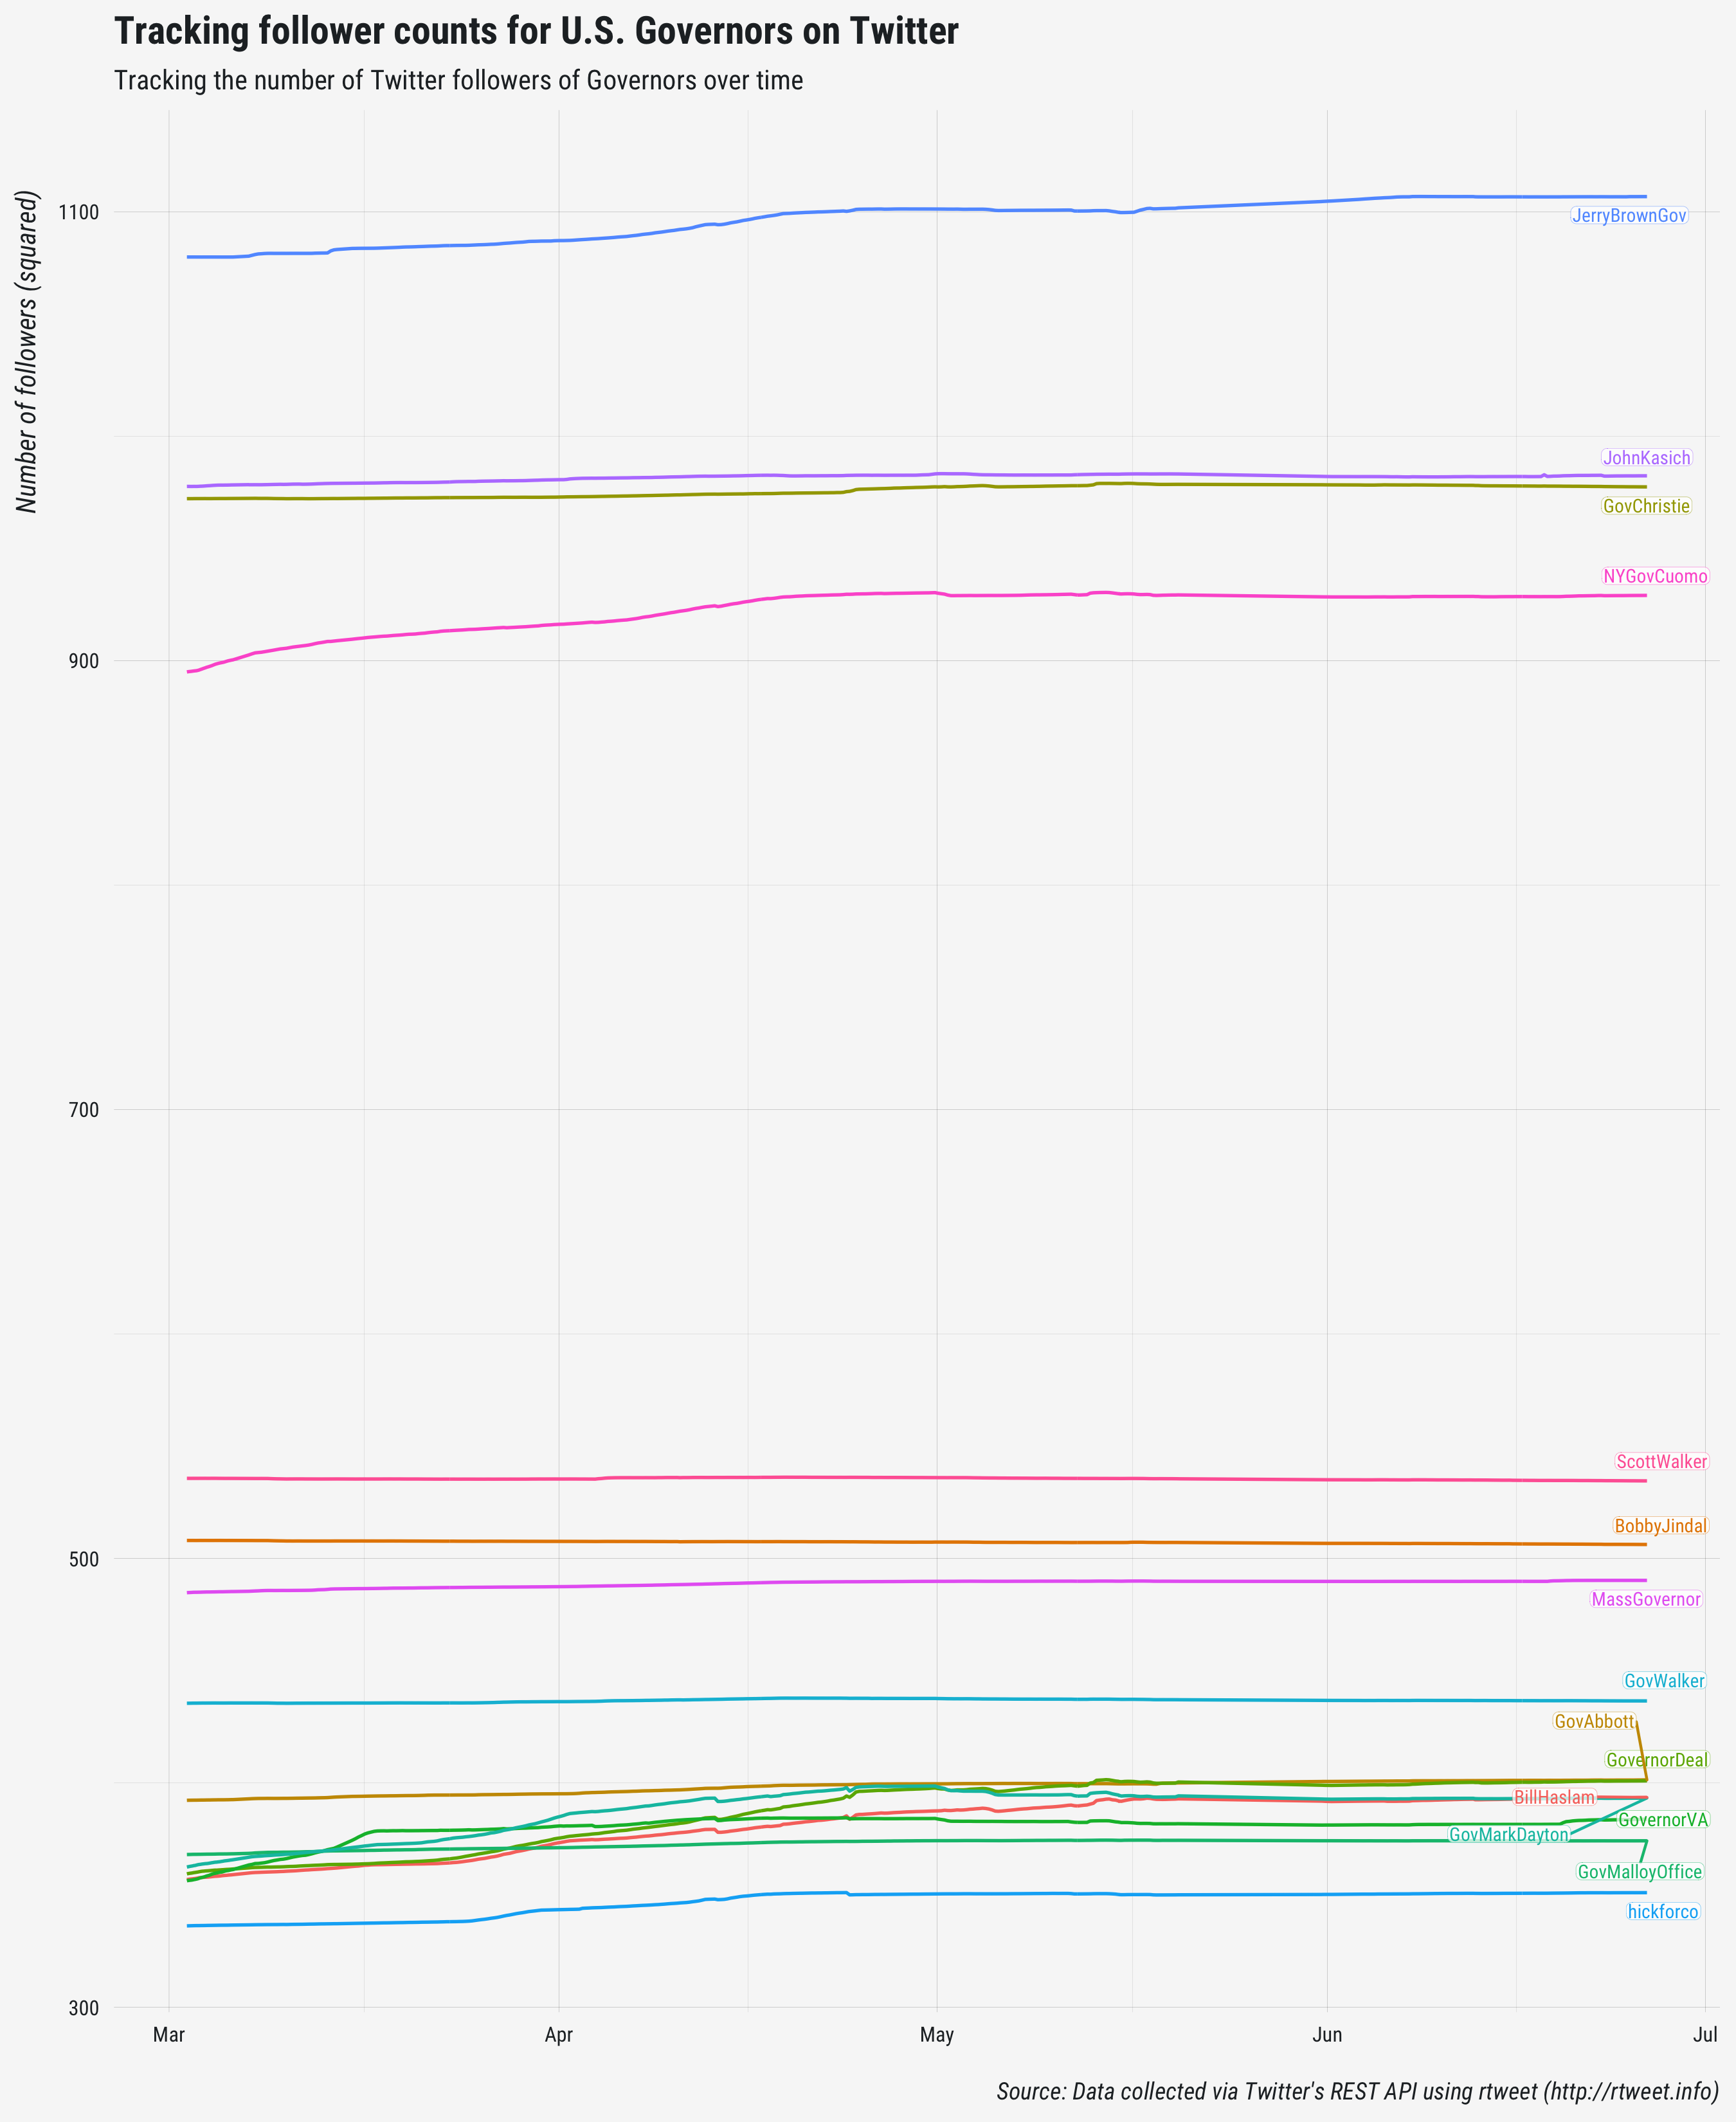 Tracking follower counts for U.S. Governors on Twitter
Tracking the number of Twitter followers of Governors over time
Number of followers (squared)
1100
900
700
500
300
JerryBrownGov
JohnKasich
GovChristie
NYGovCuomo
ScottWalker
BobbyJindal
MassGovernor
GovWalker
GovAbbott
GovernorDeal
BillHaslam
GovernorVA
GovMarkDayton
GovMalloyOffice
hickforco
Mar Apr May Jun Jul
Source: Data collected via Twitter's REST API using rtweet (http://rtweet.info)